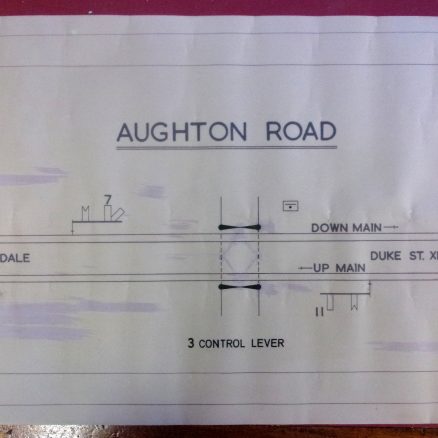 AUGHTON ROAD
M 7
DOWN MAIN →
DALE
DUKE ST. X
← UP MAIN
11
3 CONTROL LEVER